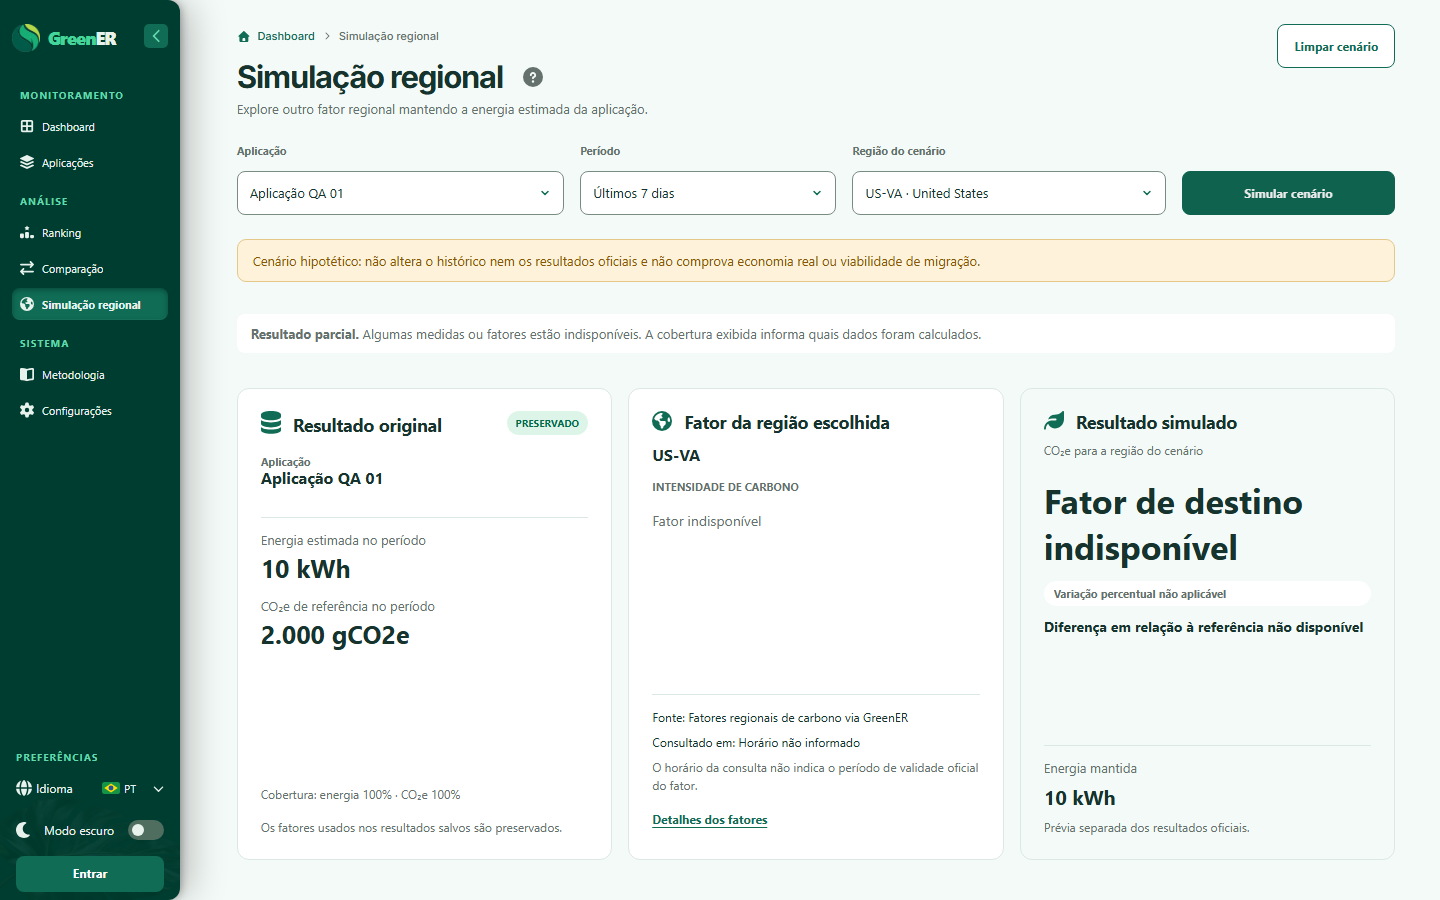 GreenER
MONITORAMENTO
Dashboard
Aplicações
ANÁLISE
Ranking
Comparação
Simulação regional
SISTEMA
Metodologia
Configurações
PREFERÊNCIAS
Idioma
PT
Modo escuro
Entrar
Dashboard
Simulação regional
Limpar cenário
Simulação regional
?
Explore outro fator regional mantendo a energia estimada da aplicação.
Aplicação
Aplicação QA 01
Período
Últimos 7 dias
Região do cenário
US-VA · United States
Simular cenário
Cenário hipotético: não altera o histórico nem os resultados oficiais e não comprova economia real ou viabilidade de migração.
Resultado parcial. Algumas medidas ou fatores estão indisponíveis. A cobertura exibida informa quais dados foram calculados.
Resultado original
PRESERVADO
Aplicação
Aplicação QA 01
Energia estimada no período
10 kWh
CO₂e de referência no período
2.000 gCO2e
Cobertura: energia 100% · CO₂e 100%
Os fatores usados nos resultados salvos são preservados.
Fator da região escolhida
US-VA
INTENSIDADE DE CARBONO
Fator indisponível
Fonte: Fatores regionais de carbono via GreenER
Consultado em: Horário não informado
O horário da consulta não indica o período de validade oficial
do fator.
Detalhes dos fatores
Resultado simulado
CO₂e para a região do cenário
Fator de destino
indisponível
Variação percentual não aplicável
Diferença em relação à referência não disponível
Energia mantida
10 kWh
Prévia separada dos resultados oficiais.